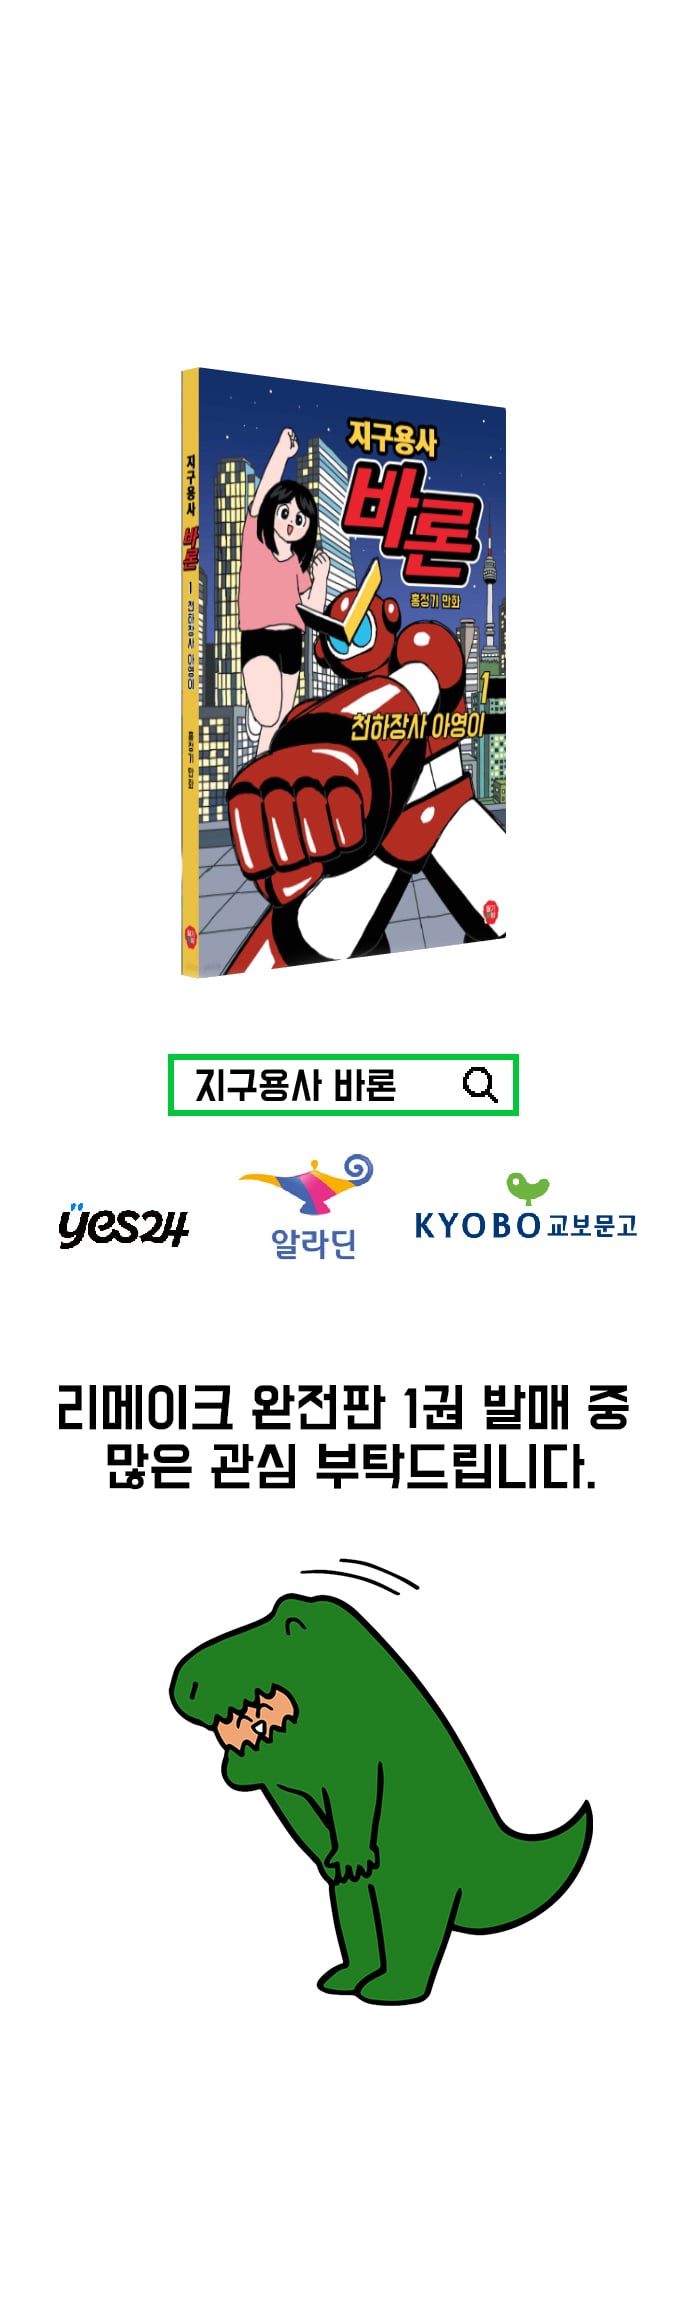 지구용사
바론
홍정기 만화
1
천하장사 아영이
지구용사 바론 1 천하장사 아영이 홍정기 만화
지구용사 바론
yes24
알라딘
KYOBO 교보문고
리메이크 완전판 1권 발매 중
많은 관심 부탁드립니다.